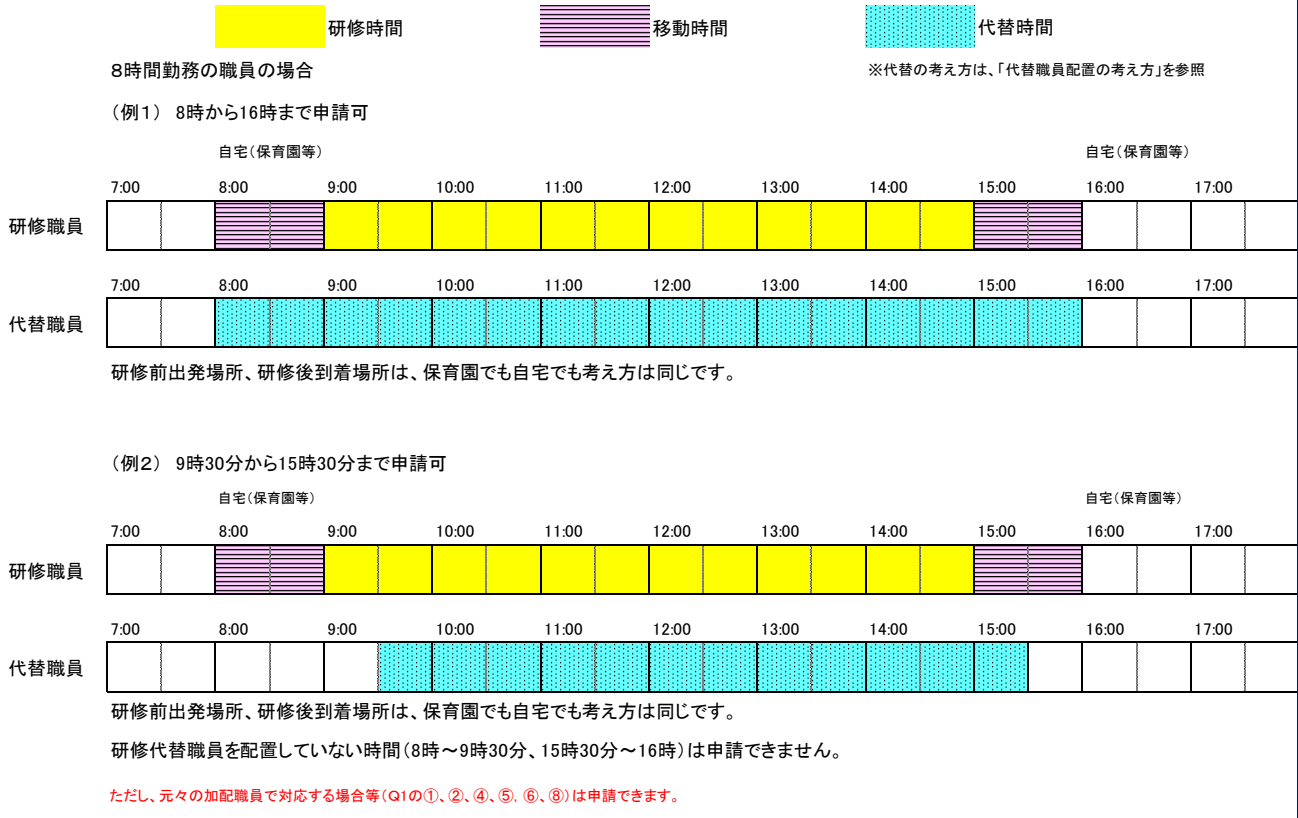 研修時間 移動時間 代替時間
8時間勤務の職員の場合 ※代替の考え方は、「代替職員配置の考え方」を参照
（例１） 8時から16時まで申請可
自宅（保育園等） 自宅（保育園等）
7:00 8:00 9:00 10:00 11:00 12:00 13:00 14:00 15:00 16:00 17:00
研修職員
7:00 8:00 9:00 10:00 11:00 12:00 13:00 14:00 15:00 16:00 17:00
代替職員
研修前出発場所、研修後到着場所は、保育園でも自宅でも考え方は同じです。
（例２） 9時30分から15時30分まで申請可
自宅（保育園等） 自宅（保育園等）
7:00 8:00 9:00 10:00 11:00 12:00 13:00 14:00 15:00 16:00 17:00
研修職員
7:00 8:00 9:00 10:00 11:00 12:00 13:00 14:00 15:00 16:00 17:00
代替職員
研修前出発場所、研修後到着場所は、保育園でも自宅でも考え方は同じです。
研修代替職員を配置していない時間（8時～9時30分、15時30分～16時）は申請できません。
ただし、元々の加配職員で対応する場合等（Q1の①、②、④、⑤，⑥、⑧）は申請できます。